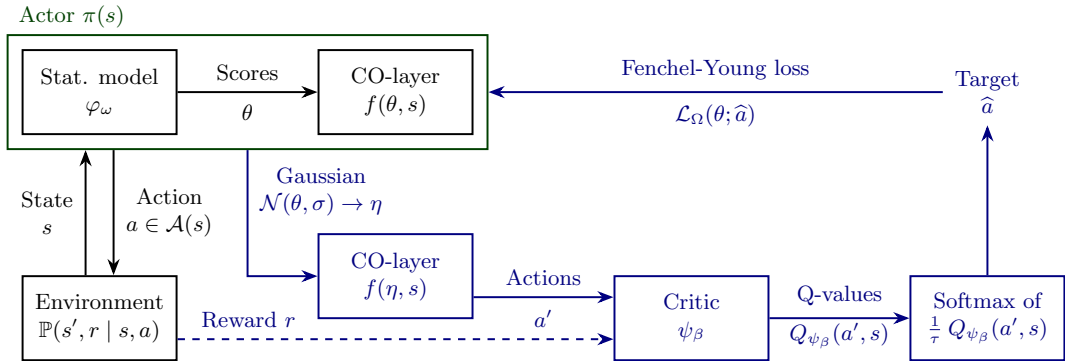 Actor π(s)
Stat. model
φ_ω
Scores
θ
CO-layer
f(θ, s)
Fenchel-Young loss
ℒ_Ω(θ; â)
Target
â
State
s
Action
a ∈ 𝒜(s)
Gaussian
𝒩(θ, σ) → η
CO-layer
f(η, s)
Actions
a′
Environment
ℙ(s′, r | s, a)
Reward r
Critic
ψ_β
Q-values
Q_{ψ_β}(a′, s)
Softmax of
1/τ Q_{ψ_β}(a′, s)